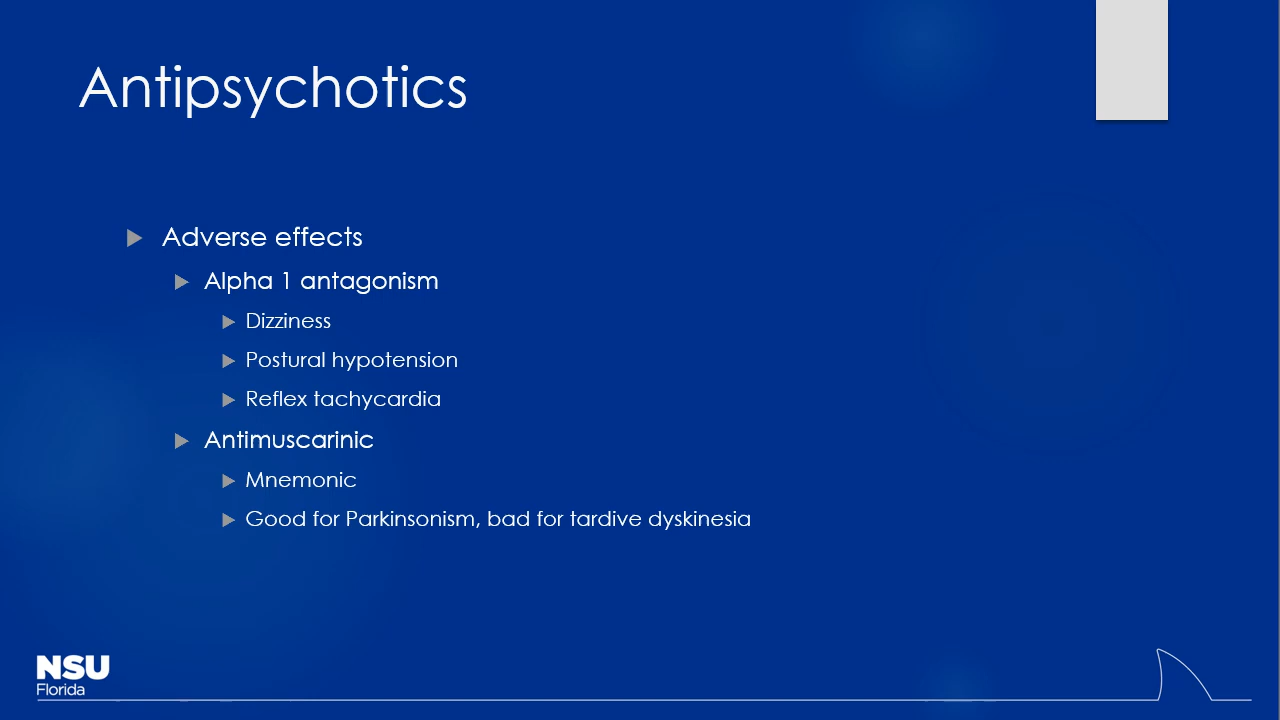 Antipsychotics
Adverse effects
Alpha 1 antagonism
Dizziness
Postural hypotension
Reflex tachycardia
Antimuscarinic
Mnemonic
Good for Parkinsonism, bad for tardive dyskinesia
NSU
Florida